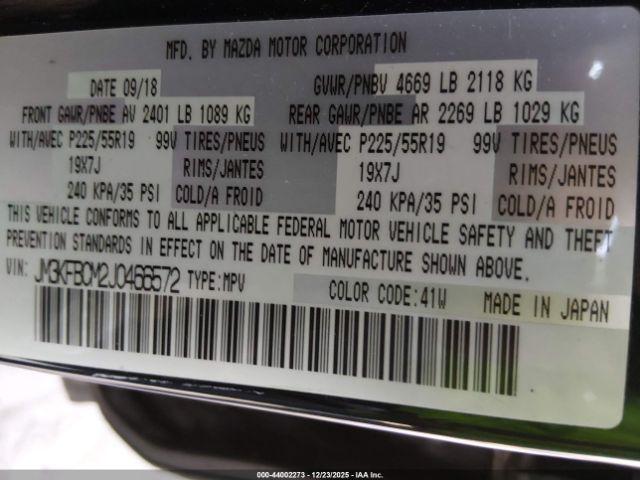 MFD. BY MAZDA MOTOR CORPORATION
DATE 09/18 GVWR/PNBV 4669 LB 2118 KG
FRONT GAWR/PNBE AV 2401 LB 1089 KG REAR GAWR/PNBE AR 2269 LB 1029 KG
WITH/AVEC P225/55R19 99V TIRES/PNEUS WITH/AVEC P225/55R19 99V TIRES/PNEUS
19X7J RIMS/JANTES 19X7J RIMS/JANTES
240 KPA/35 PSI COLD/A FROID 240 KPA/35 PSI COLD/A FROID
THIS VEHICLE CONFORMS TO ALL APPLICABLE FEDERAL MOTOR VEHICLE SAFETY AND THEFT
PREVENTION STANDARDS IN EFFECT ON THE DATE OF MANUFACTURE SHOWN ABOVE.
VIN: JM3KFBCM2J0466572 TYPE: MPV
COLOR CODE:41W MADE IN JAPAN
000-44002273 - 12/23/2025 - IAA Inc.